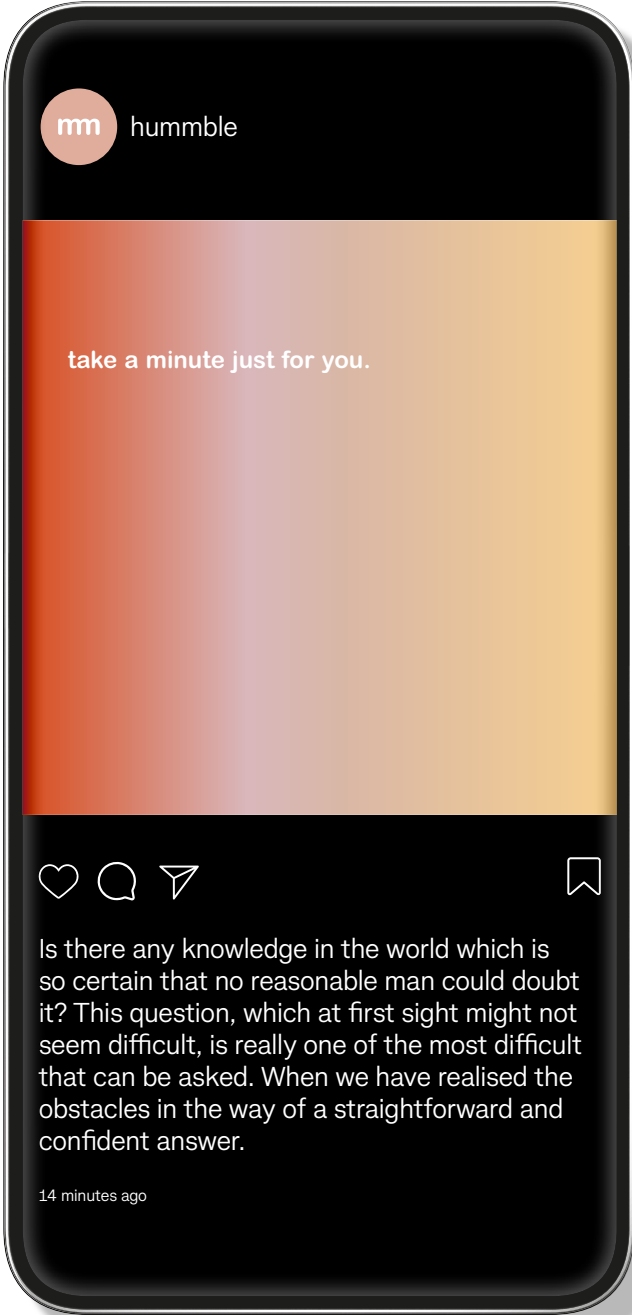 mm
hummble
take a minute just for you.
Is there any knowledge in the world which is
so certain that no reasonable man could doubt
it? This question, which at first sight might not
seem difficult, is really one of the most difficult
that can be asked. When we have realised the
obstacles in the way of a straightforward and
confident answer.
14 minutes ago